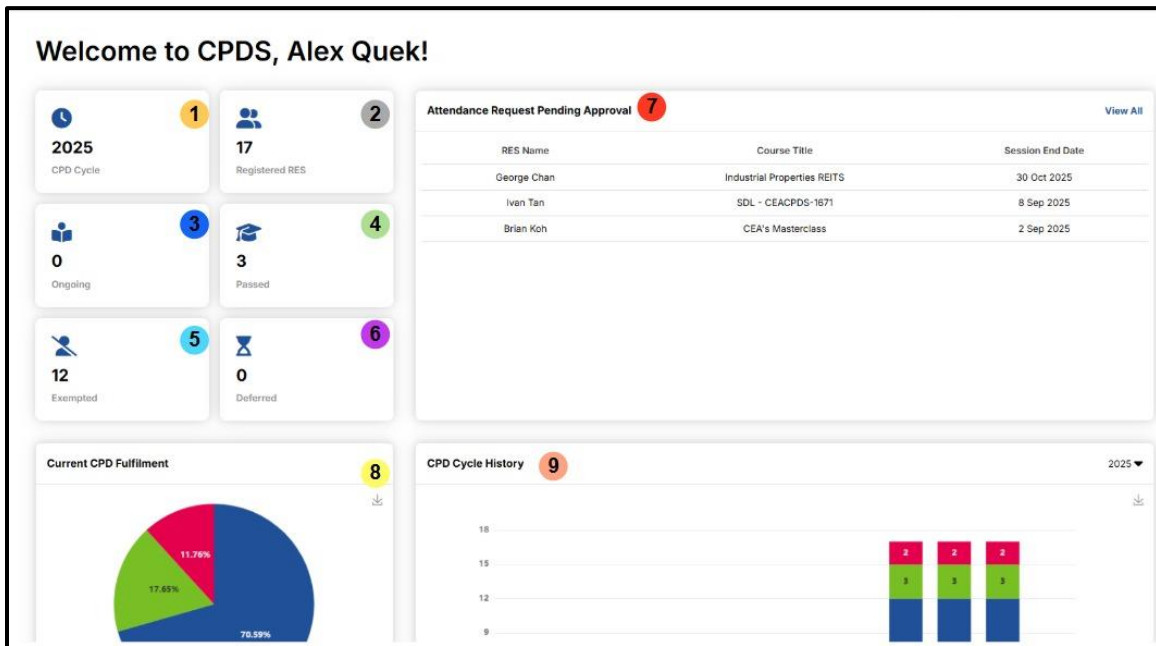 Welcome to CPDS, Alex Quek!
1
2025
CPD Cycle
2
17
Registered RES
3
0
Ongoing
4
3
Passed
5
12
Exempted
6
0
Deferred
Attendance Request Pending Approval 7 View All
RES Name Course Title Session End Date
George Chan Industrial Properties REITS 30 Oct 2025
Ivan Tan SDL - CEACPDS-1671 8 Sep 2025
Brian Koh CEA's Masterclass 2 Sep 2025
Current CPD Fulfilment 8
11.76%
17.65%
70.59%
CPD Cycle History 9 2025
18
15
12
9
2 2 2
3 3 3